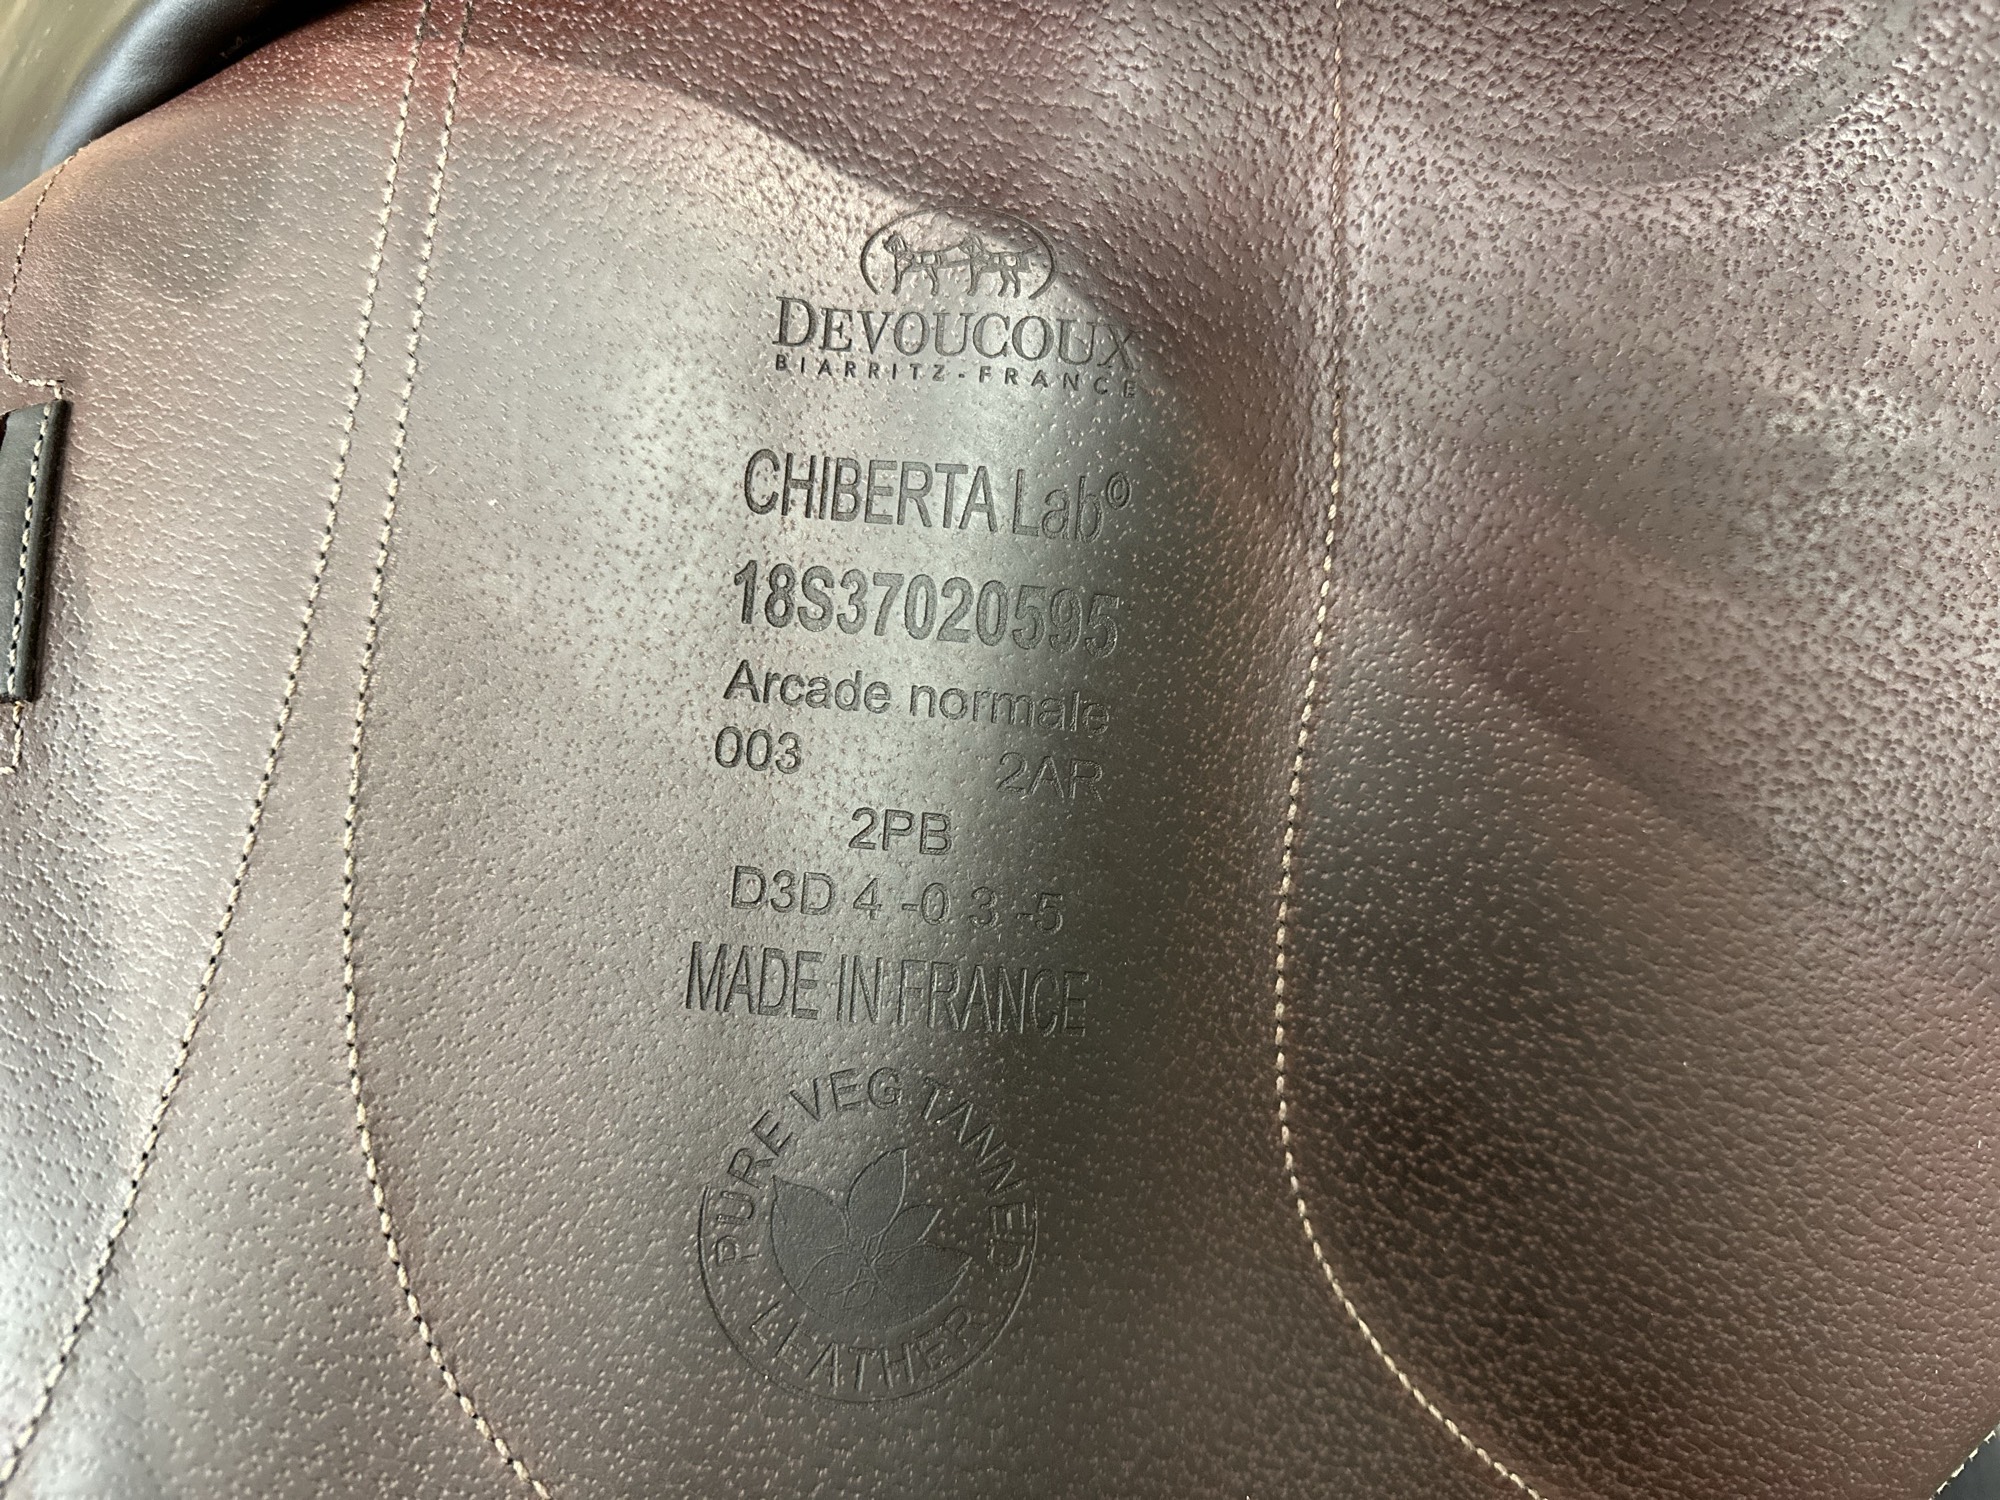 DEVOUCOUX
BIARRITZ-FRANCE
CHIBERTA Lab©
18S37020595
Arcade normale
003 2AR
2PB
D3D 4 -0 3 -5
MADE IN FRANCE
PURE VEG TANNED
LEATHER